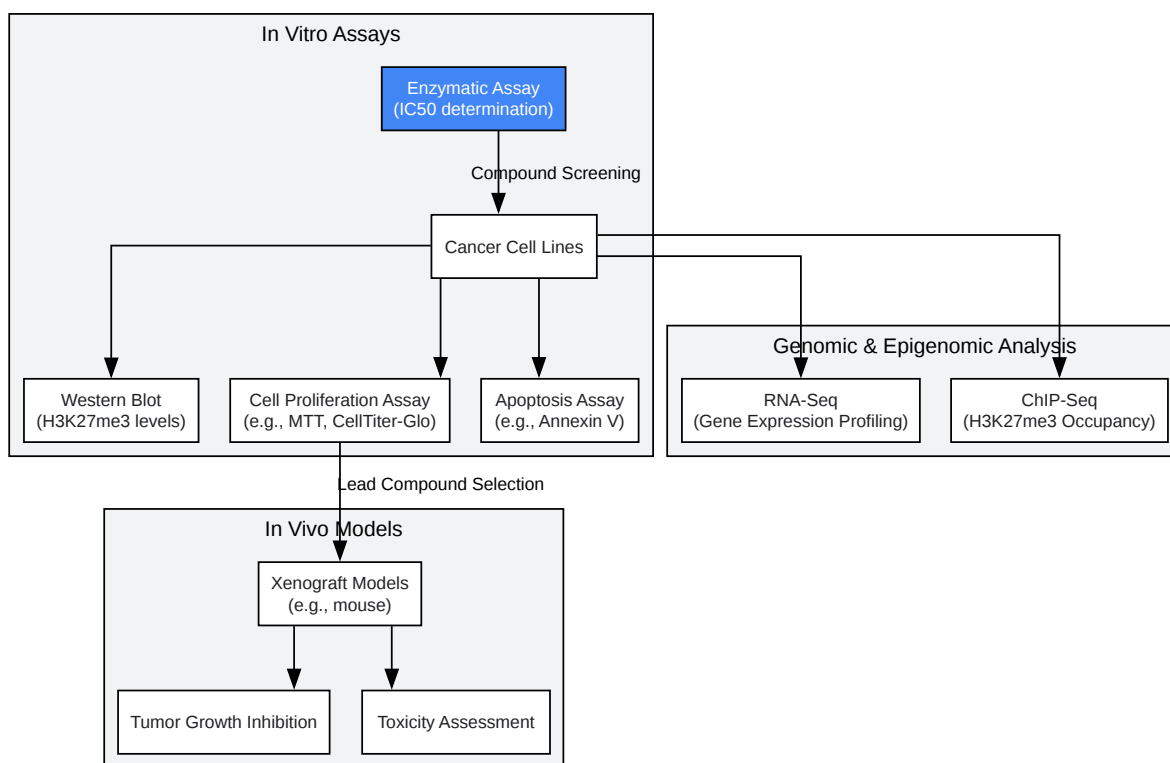 In Vitro Assays
Enzymatic Assay
(IC50 determination)
Compound Screening
Cancer Cell Lines
Genomic & Epigenomic Analysis
Western Blot
(H3K27me3 levels)
Cell Proliferation Assay
(e.g., MTT, CellTiter-Glo)
Apoptosis Assay
(e.g., Annexin V)
RNA-Seq
(Gene Expression Profiling)
ChIP-Seq
(H3K27me3 Occupancy)
Lead Compound Selection
In Vivo Models
Xenograft Models
(e.g., mouse)
Tumor Growth Inhibition
Toxicity Assessment